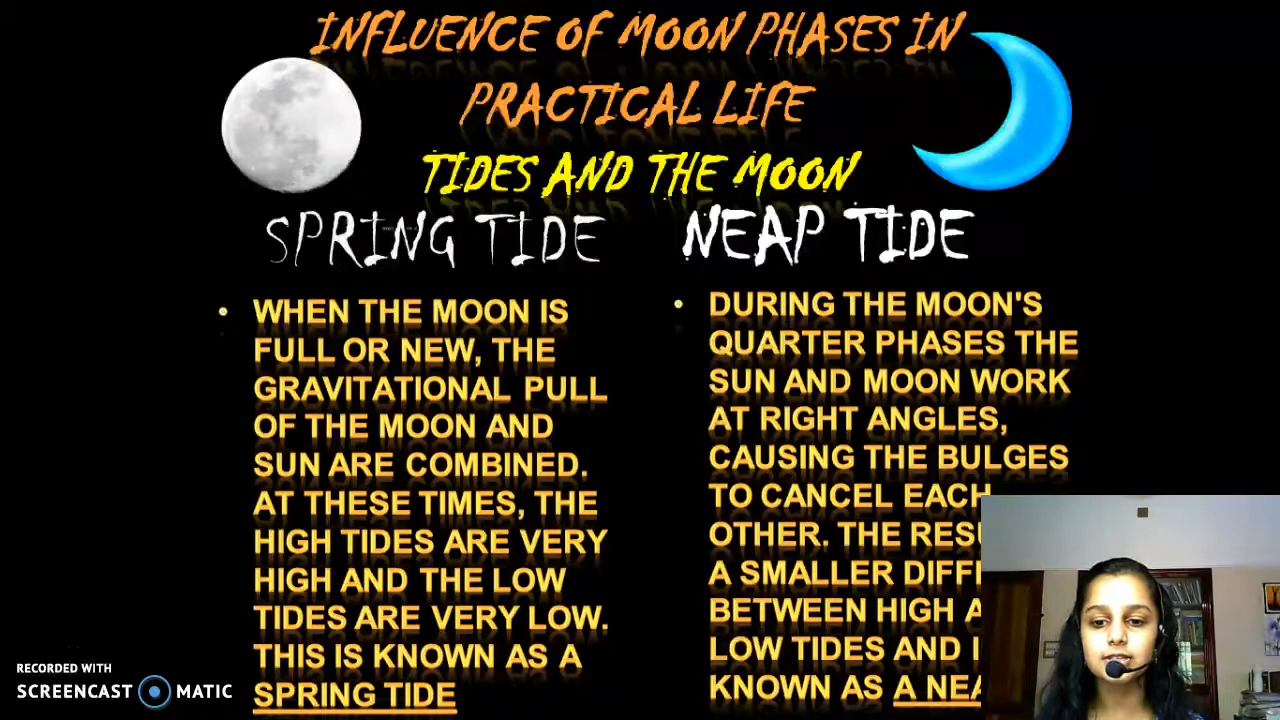 INFLUENCE OF MOON PHASES IN
PRACTICAL LIFE
TIDES AND THE MOON
SPRING TIDE
• WHEN THE MOON IS
FULL OR NEW, THE
GRAVITATIONAL PULL
OF THE MOON AND
SUN ARE COMBINED.
AT THESE TIMES, THE
HIGH TIDES ARE VERY
HIGH AND THE LOW
TIDES ARE VERY LOW.
THIS IS KNOWN AS A
SPRING TIDE
NEAP TIDE
• DURING THE MOON'S
QUARTER PHASES THE
SUN AND MOON WORK
AT RIGHT ANGLES,
CAUSING THE BULGES
TO CANCEL EACH
OTHER. THE
A SMALLER
BETWEEN HIGH
LOW TIDES AND
KNOWN AS A
RECORDED WITH
SCREENCAST MATIC